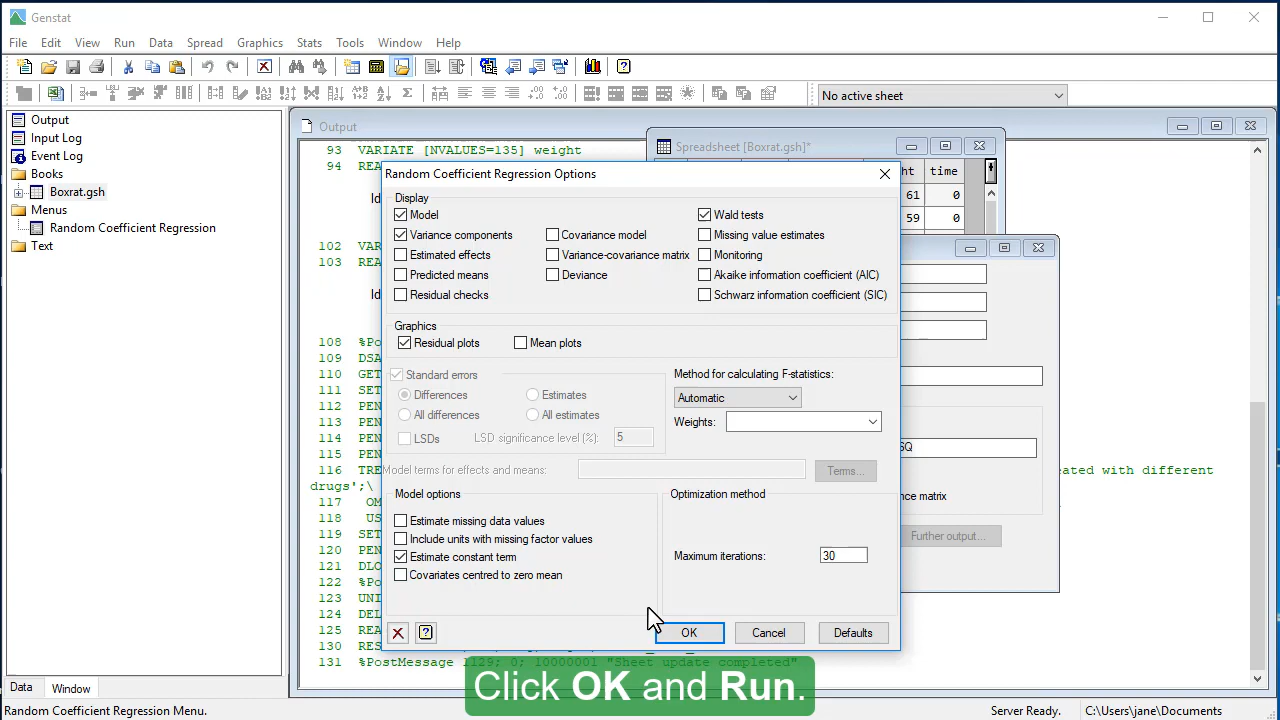 Genstat
File Edit View Run Data Spread Graphics Stats Tools Window Help
No active sheet
Output
Input Log
Event Log
Books
Boxrat.gsh
Menus
Random Coefficient Regression
Text
Data Window
Output
93 VARIATE [NVALUES=135] weight
94 REA
Id
102 VAR
103 REA
Id
108 %Po
109 DSA
110 GET
111 SET
112 PEN
113 PEN
114 PEN
115 PEN
116 TRE
eated with different
drugs';\
117 OM
118 US
119 SET
120 PEN
121 DLO
122 %Po
123 UNI
124 DEL
125 REA
130 RES
131 %PostMessage 1129; 0; 10000001 "Sheet update completed"
Spreadsheet [Boxrat.gsh]*
ht time
61 0
59 0
SQ
nce matrix
Further output...
Random Coefficient Regression Options
Display
Model
Wald tests
Variance components
Covariance model
Missing value estimates
Estimated effects
Variance-covariance matrix
Monitoring
Predicted means
Deviance
Akaike information coefficient (AIC)
Residual checks
Schwarz information coefficient (SIC)
Graphics
Residual plots
Mean plots
Standard errors
Differences
Estimates
All differences
All estimates
LSDs
LSD significance level (%): 5
Method for calculating F-statistics:
Automatic
Weights:
Model terms for effects and means:
Terms...
Model options
Estimate missing data values
Include units with missing factor values
Estimate constant term
Covariates centred to zero mean
Optimization method
Maximum iterations: 30
OK Cancel Defaults
Click OK and Run.
Random Coefficient Regression Menu.
Server Ready.
C:\Users\jane\Documents